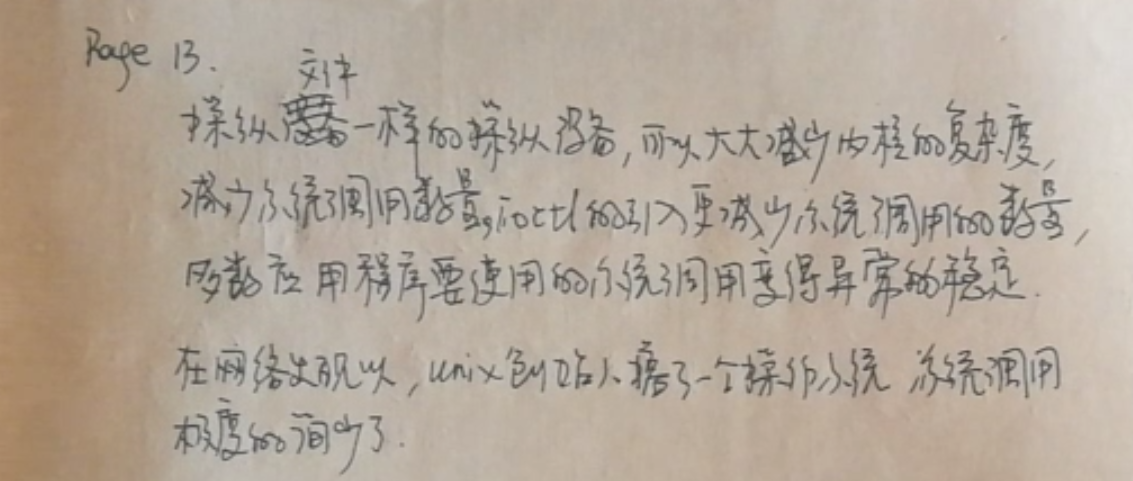 Page 13.
文件
操纵一样的操纵设备,可以大大减少内核的复杂度,
减少系统调用数量,ioctl的引入更减少系统调用的数量,
多数应用程序要使用的系统调用变得异常的稳定.
在网络出现以,unix创始人搞了一个操作系统 系统调用
极度的简少了.